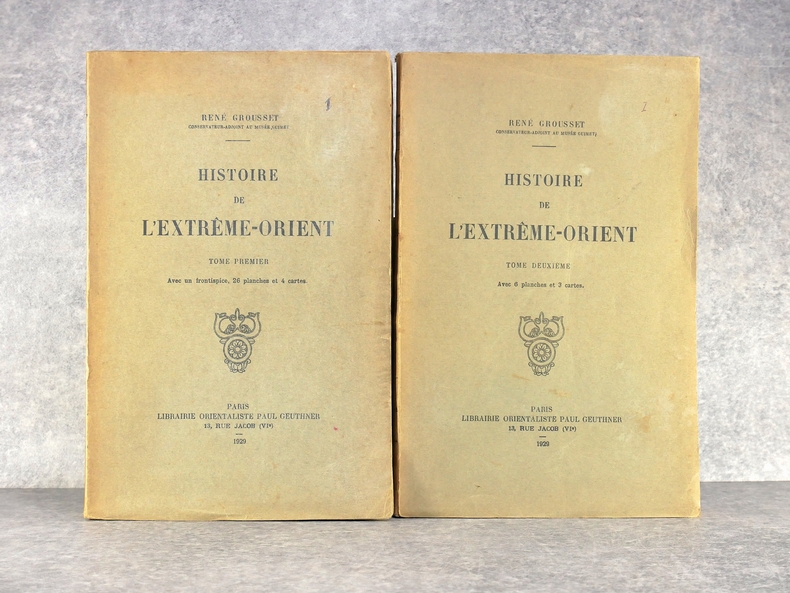 1
RENÉ GROUSSET
CONSERVATEUR-ADJOINT AU MUSÉE GUIMET
HISTOIRE
DE
L'EXTRÊME-ORIENT
TOME PREMIER
Avec un frontispice, 26 planches et 4 cartes.
PARIS
LIBRAIRIE ORIENTALISTE PAUL GEUTHNER
13, RUE JACOB (VIe)
1929
2
RENÉ GROUSSET
CONSERVATEUR-ADJOINT AU MUSÉE GUIMET
HISTOIRE
DE
L'EXTRÊME-ORIENT
TOME DEUXIÈME
Avec 6 planches et 3 cartes.
PARIS
LIBRAIRIE ORIENTALISTE PAUL GEUTHNER
13, RUE JACOB (VIe)
1929